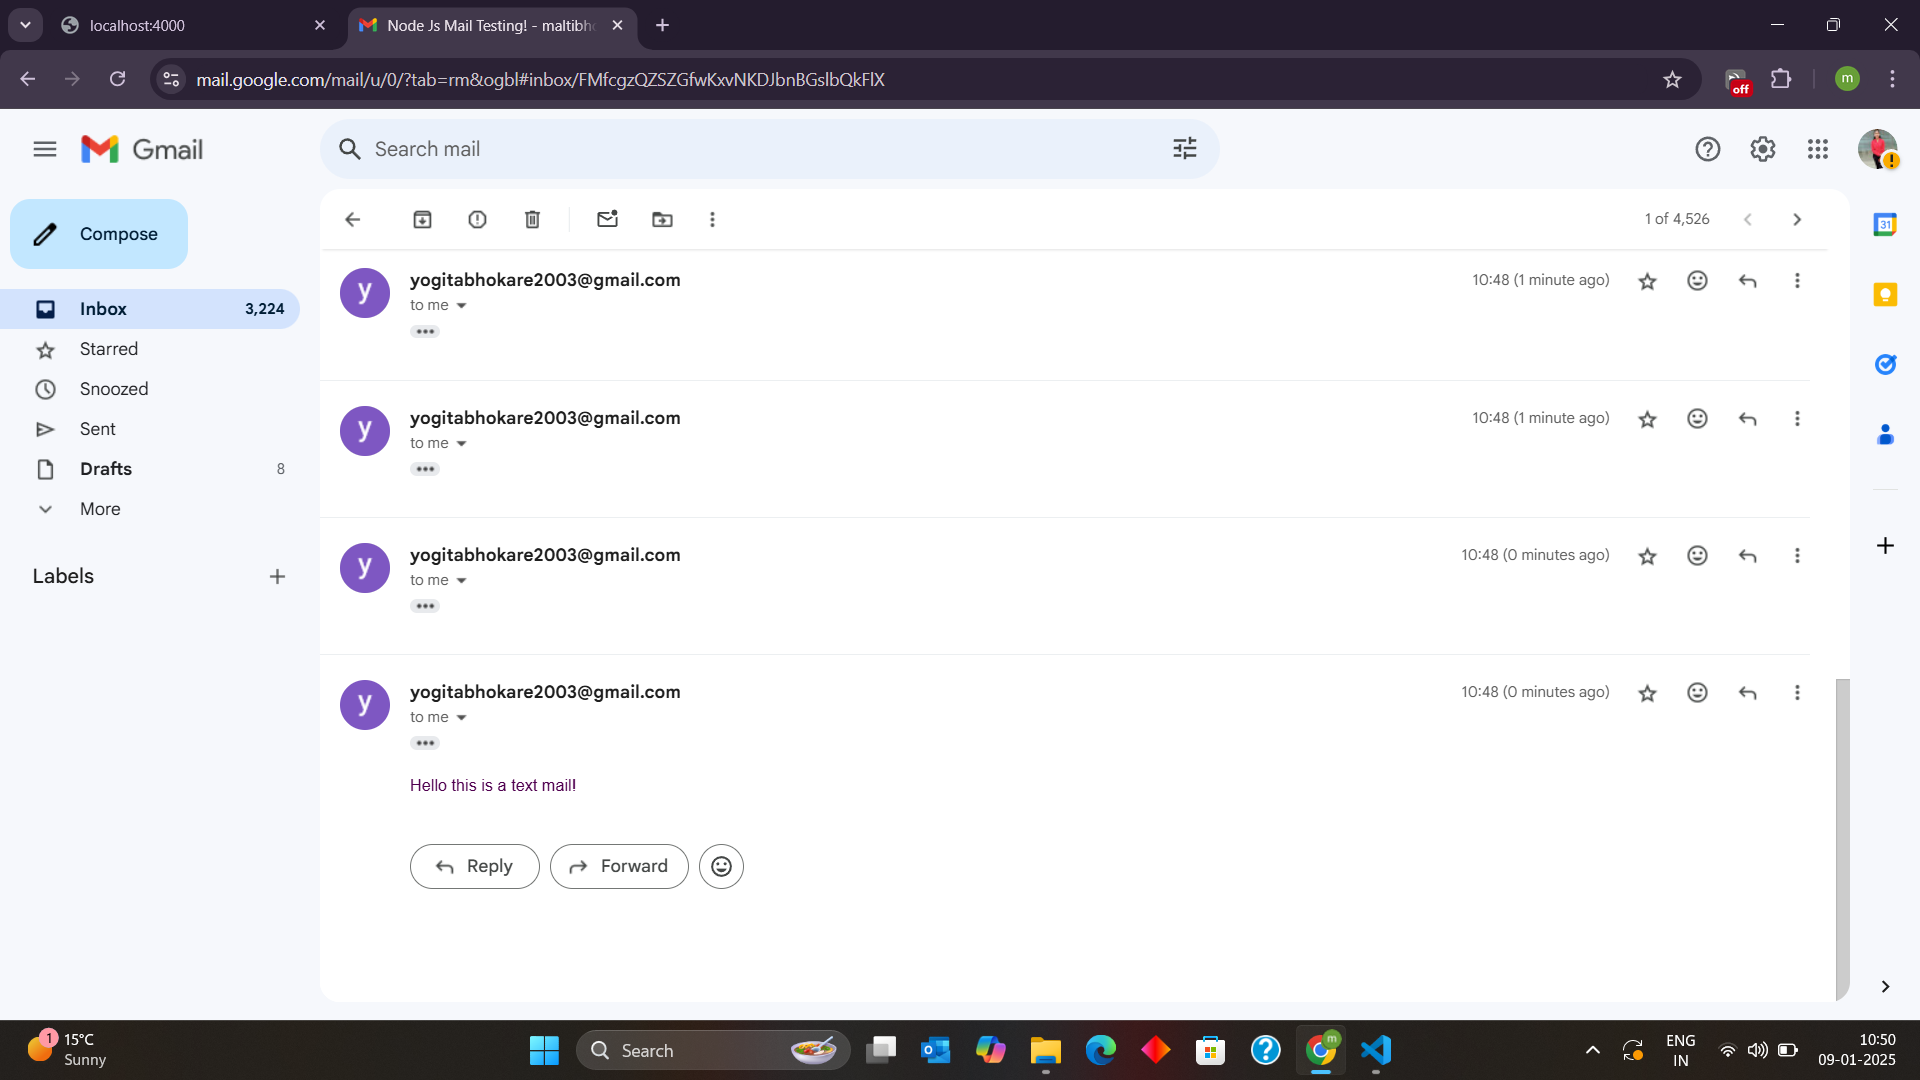 localhost:4000
Node Js Mail Testing! - maltibho
mail.google.com/mail/u/0/?tab=rm&ogbl#inbox/FMfcgzQZSZGfwKxvNKDJbnBGslbQkFlX
off
m
Gmail
Search mail
Compose
1 of 4,526
31
Inbox 3,224
Starred
Snoozed
Sent
Drafts 8
More
Labels
y
yogitabhokare2003@gmail.com 10:48 (1 minute ago)
to me
y
yogitabhokare2003@gmail.com 10:48 (1 minute ago)
to me
y
yogitabhokare2003@gmail.com 10:48 (0 minutes ago)
to me
y
yogitabhokare2003@gmail.com 10:48 (0 minutes ago)
to me
Hello this is a text mail!
Reply Forward
1
15°C
Sunny
Search
m
ENG
IN
10:50
09-01-2025